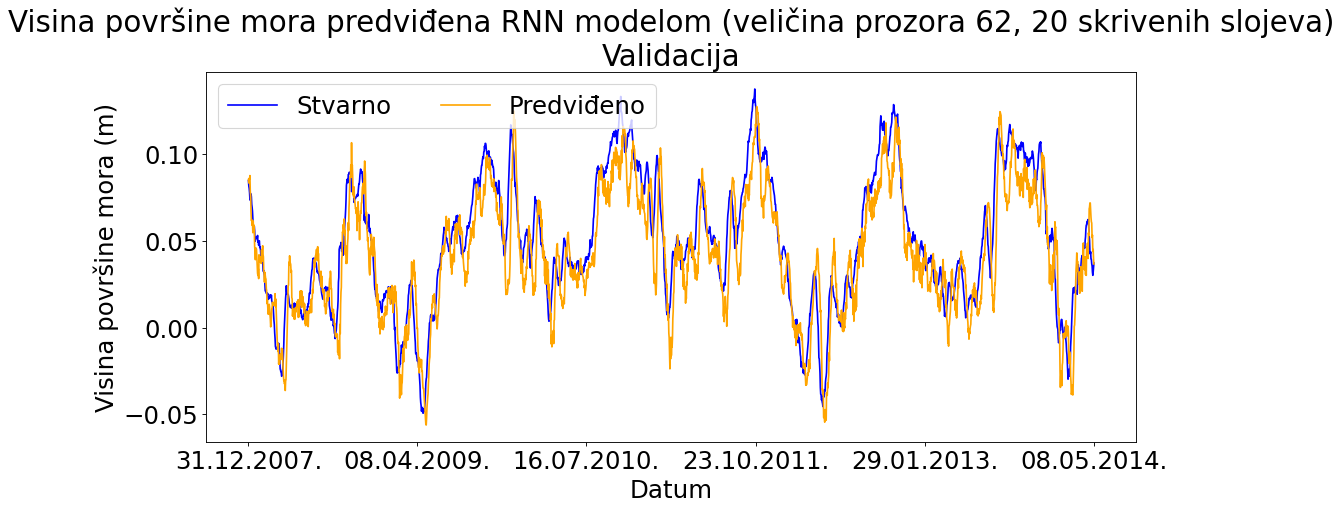 Visina površine mora predviđena RNN modelom (veličina prozora 62, 20 skrivenih slojeva)
Validacija
Stvarno
Predviđeno
Visina površine mora (m)
0.10
0.05
0.00
−0.05
31.12.2007.
08.04.2009.
16.07.2010.
23.10.2011.
29.01.2013.
08.05.2014.
Datum